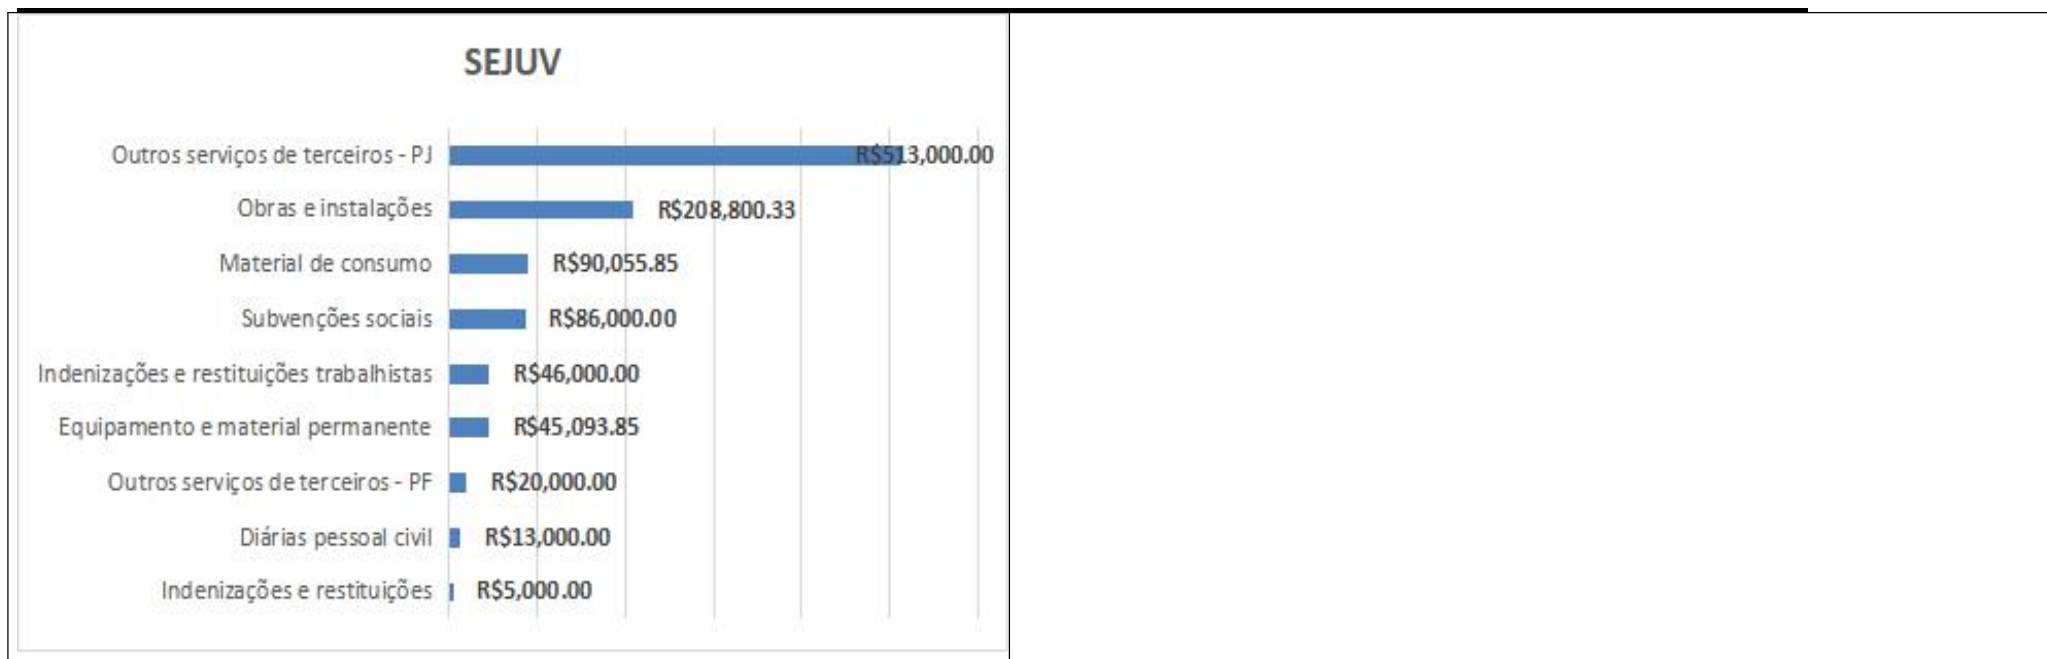 SEJUV
Outros serviços de terceiros - PJ R$513,000.00
Obras e instalações R$208,800.33
Material de consumo R$90,055.85
Subvenções sociais R$86,000.00
Indenizações e restituições trabalhistas R$46,000.00
Equipamento e material permanente R$45,093.85
Outros serviços de terceiros - PF R$20,000.00
Diárias pessoal civil R$13,000.00
Indenizações e restituições R$5,000.00